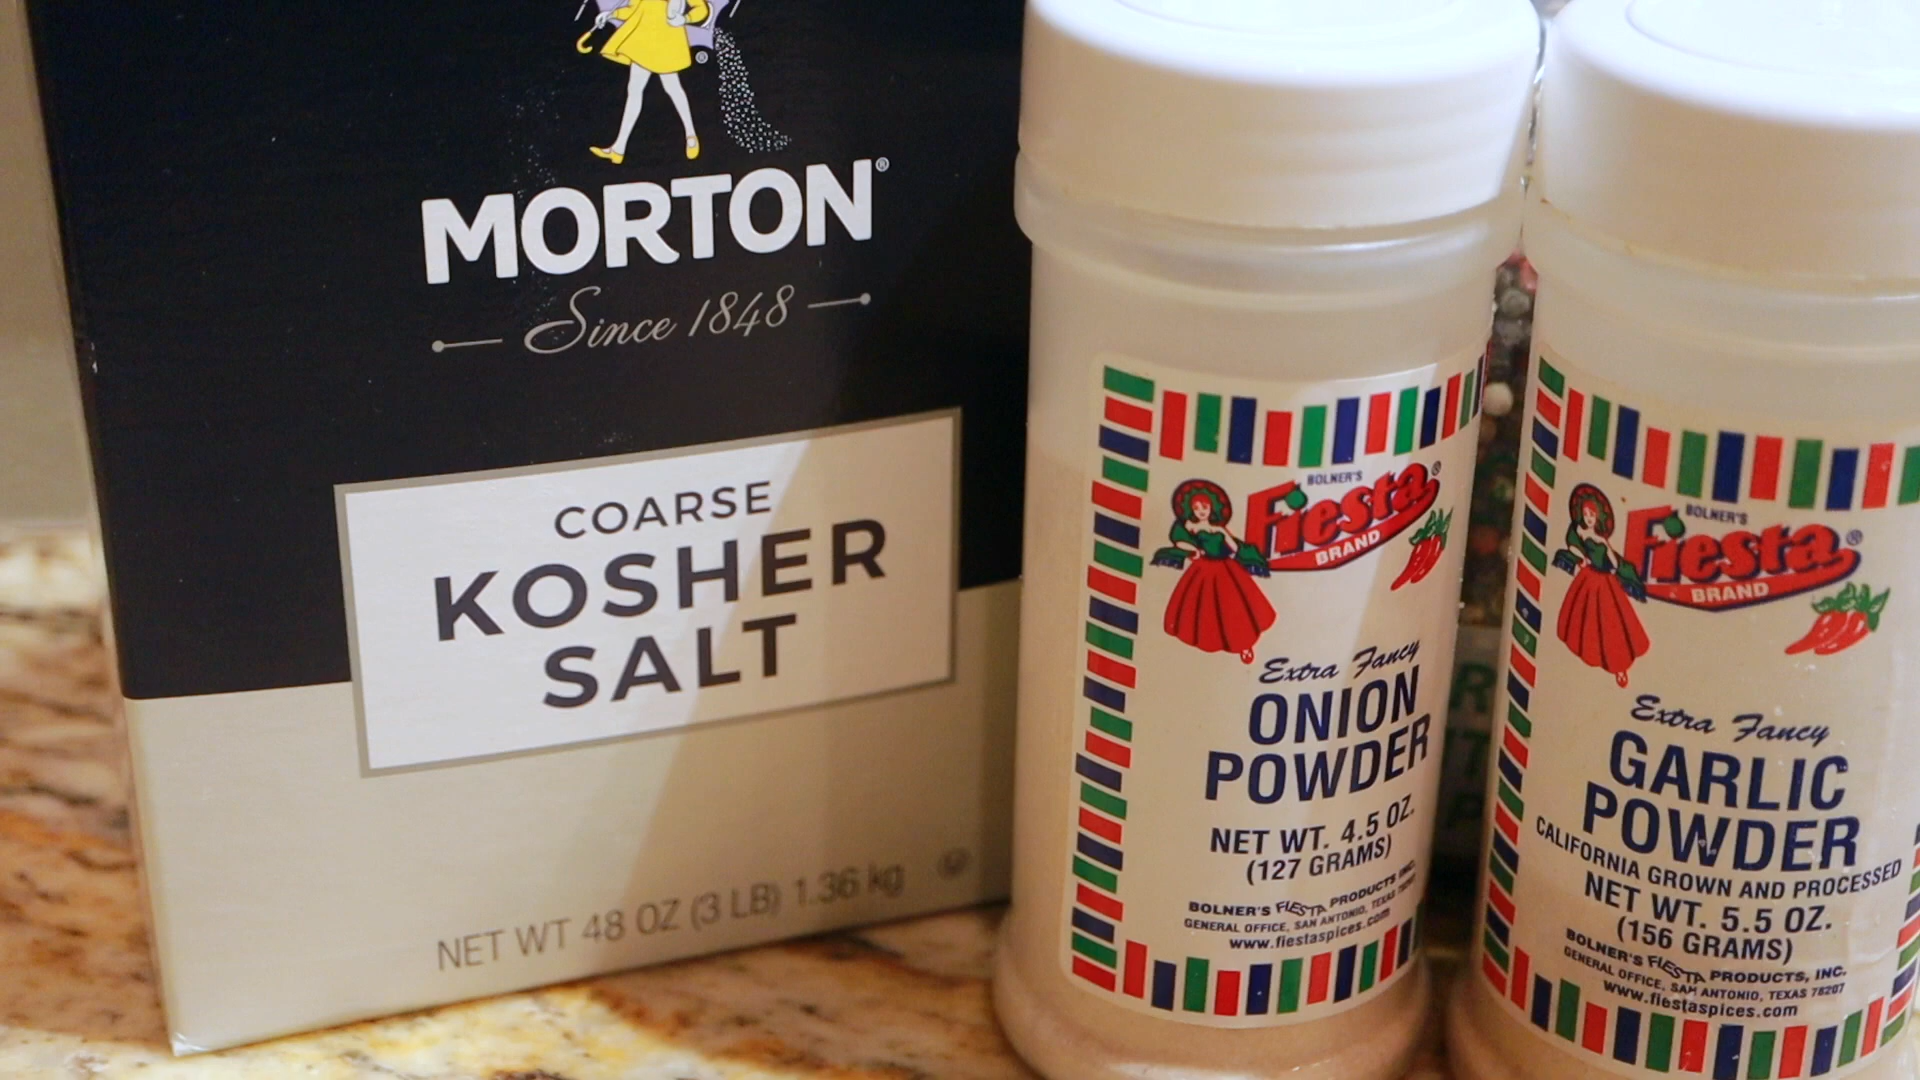 MORTON®
Since 1848
COARSE
KOSHER
SALT
NET WT 48 OZ (3 LB) 1.36 kg
BOLNER'S
Fiesta®
BRAND
Extra Fancy
ONION
POWDER
NET WT. 4.5 OZ.
(127 GRAMS)
BOLNER'S FIESTA PRODUCTS INC.
GENERAL OFFICE, SAN ANTONIO, TEXAS
www.fiestaspices.com
BOLNER'S
Fiesta®
BRAND
Extra Fancy
GARLIC
POWDER
CALIFORNIA GROWN AND PROCESSED
NET WT. 5.5 OZ.
(156 GRAMS)
BOLNER'S FIESTA PRODUCTS, INC.
GENERAL OFFICE, SAN ANTONIO, TEXAS 78207
www.fiestaspices.com